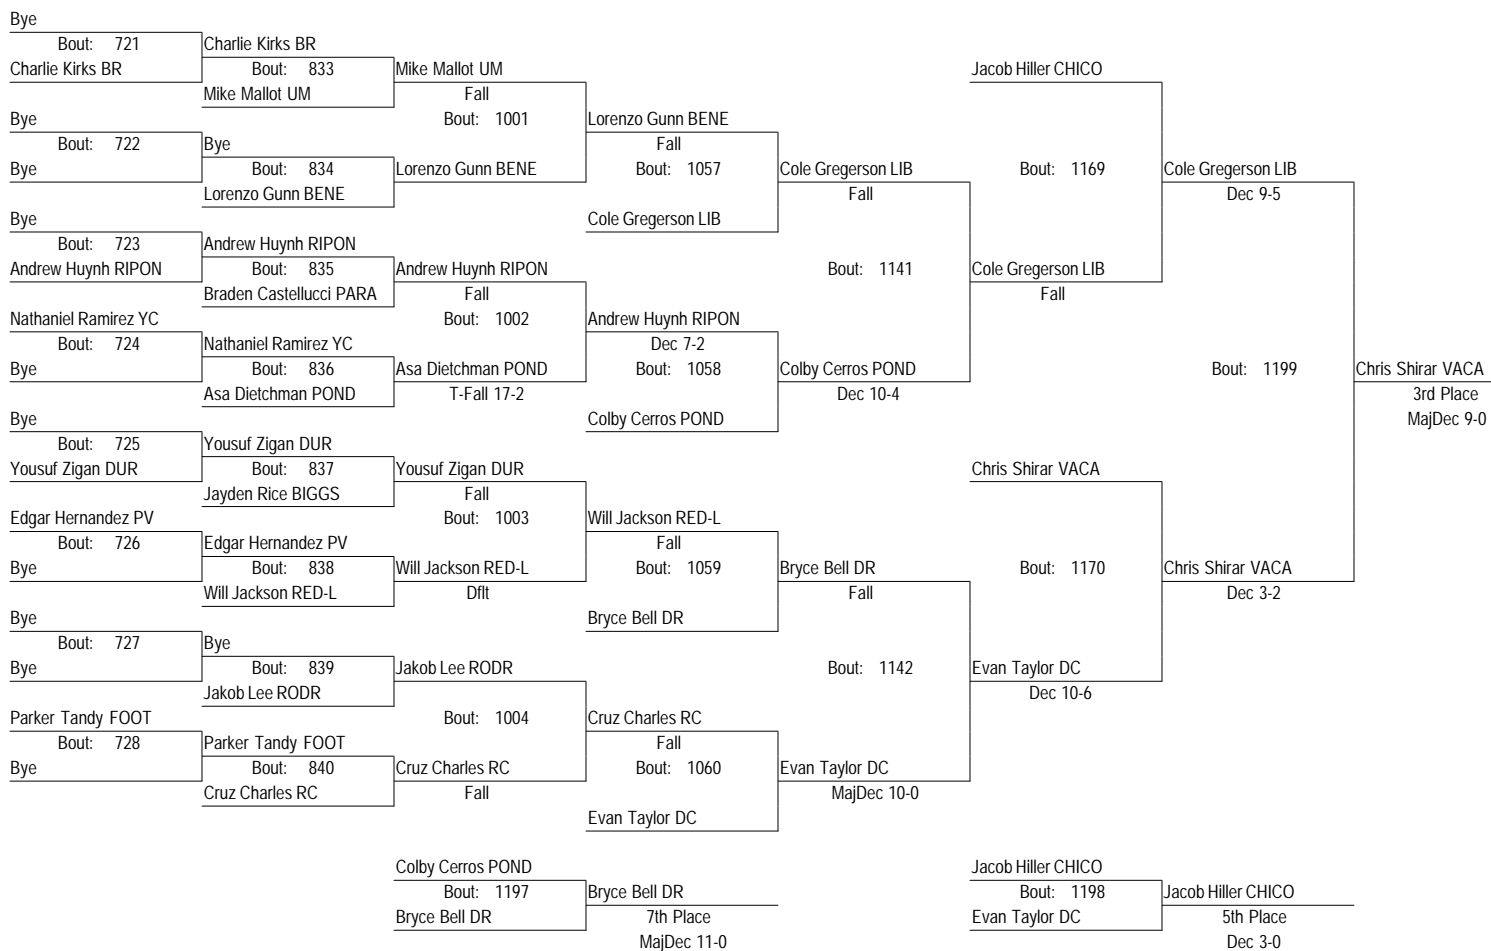 Bye
Bout: 721
Charlie Kirks BR
Charlie Kirks BR
Bout: 833
Mike Mallot UM
Mike Mallot UM
Fall
Bout: 1001
Bye
Bout: 722
Bye
Bye
Bout: 834
Lorenzo Gunn BENE
Lorenzo Gunn BENE
Lorenzo Gunn BENE
Fall
Bout: 1057
Cole Gregerson LIB
Cole Gregerson LIB
Fall
Bye
Bout: 723
Andrew Huynh RIPON
Andrew Huynh RIPON
Bout: 835
Braden Castellucci PARA
Andrew Huynh RIPON
Fall
Bout: 1002
Nathaniel Ramirez YC
Bout: 724
Bye
Nathaniel Ramirez YC
Bout: 836
Asa Dietchman POND
Asa Dietchman POND
T-Fall 17-2
Andrew Huynh RIPON
Dec 7-2
Bout: 1058
Colby Cerros POND
Colby Cerros POND
Dec 10-4
Bout: 1141
Jacob Hiller CHICO
Bout: 1169
Cole Gregerson LIB
Fall
Cole Gregerson LIB
Dec 9-5
Bye
Bout: 725
Yousuf Zigan DUR
Yousuf Zigan DUR
Bout: 837
Jayden Rice BIGGS
Yousuf Zigan DUR
Fall
Bout: 1003
Edgar Hernandez PV
Bout: 726
Bye
Edgar Hernandez PV
Bout: 838
Will Jackson RED-L
Will Jackson RED-L
Dflt
Will Jackson RED-L
Fall
Bout: 1059
Bryce Bell DR
Bryce Bell DR
Fall
Bye
Bout: 727
Bye
Bye
Bout: 839
Jakob Lee RODR
Jakob Lee RODR
Bout: 1004
Parker Tandy FOOT
Bout: 728
Bye
Parker Tandy FOOT
Bout: 840
Cruz Charles RC
Cruz Charles RC
Fall
Cruz Charles RC
Fall
Bout: 1060
Evan Taylor DC
Evan Taylor DC
MajDec 10-0
Bout: 1142
Chris Shirar VACA
Bout: 1170
Evan Taylor DC
Dec 10-6
Chris Shirar VACA
Dec 3-2
Bout: 1199
Chris Shirar VACA
3rd Place
MajDec 9-0
Colby Cerros POND
Bout: 1197
Bryce Bell DR
Bryce Bell DR
7th Place
MajDec 11-0
Jacob Hiller CHICO
Bout: 1198
Evan Taylor DC
Jacob Hiller CHICO
5th Place
Dec 3-0